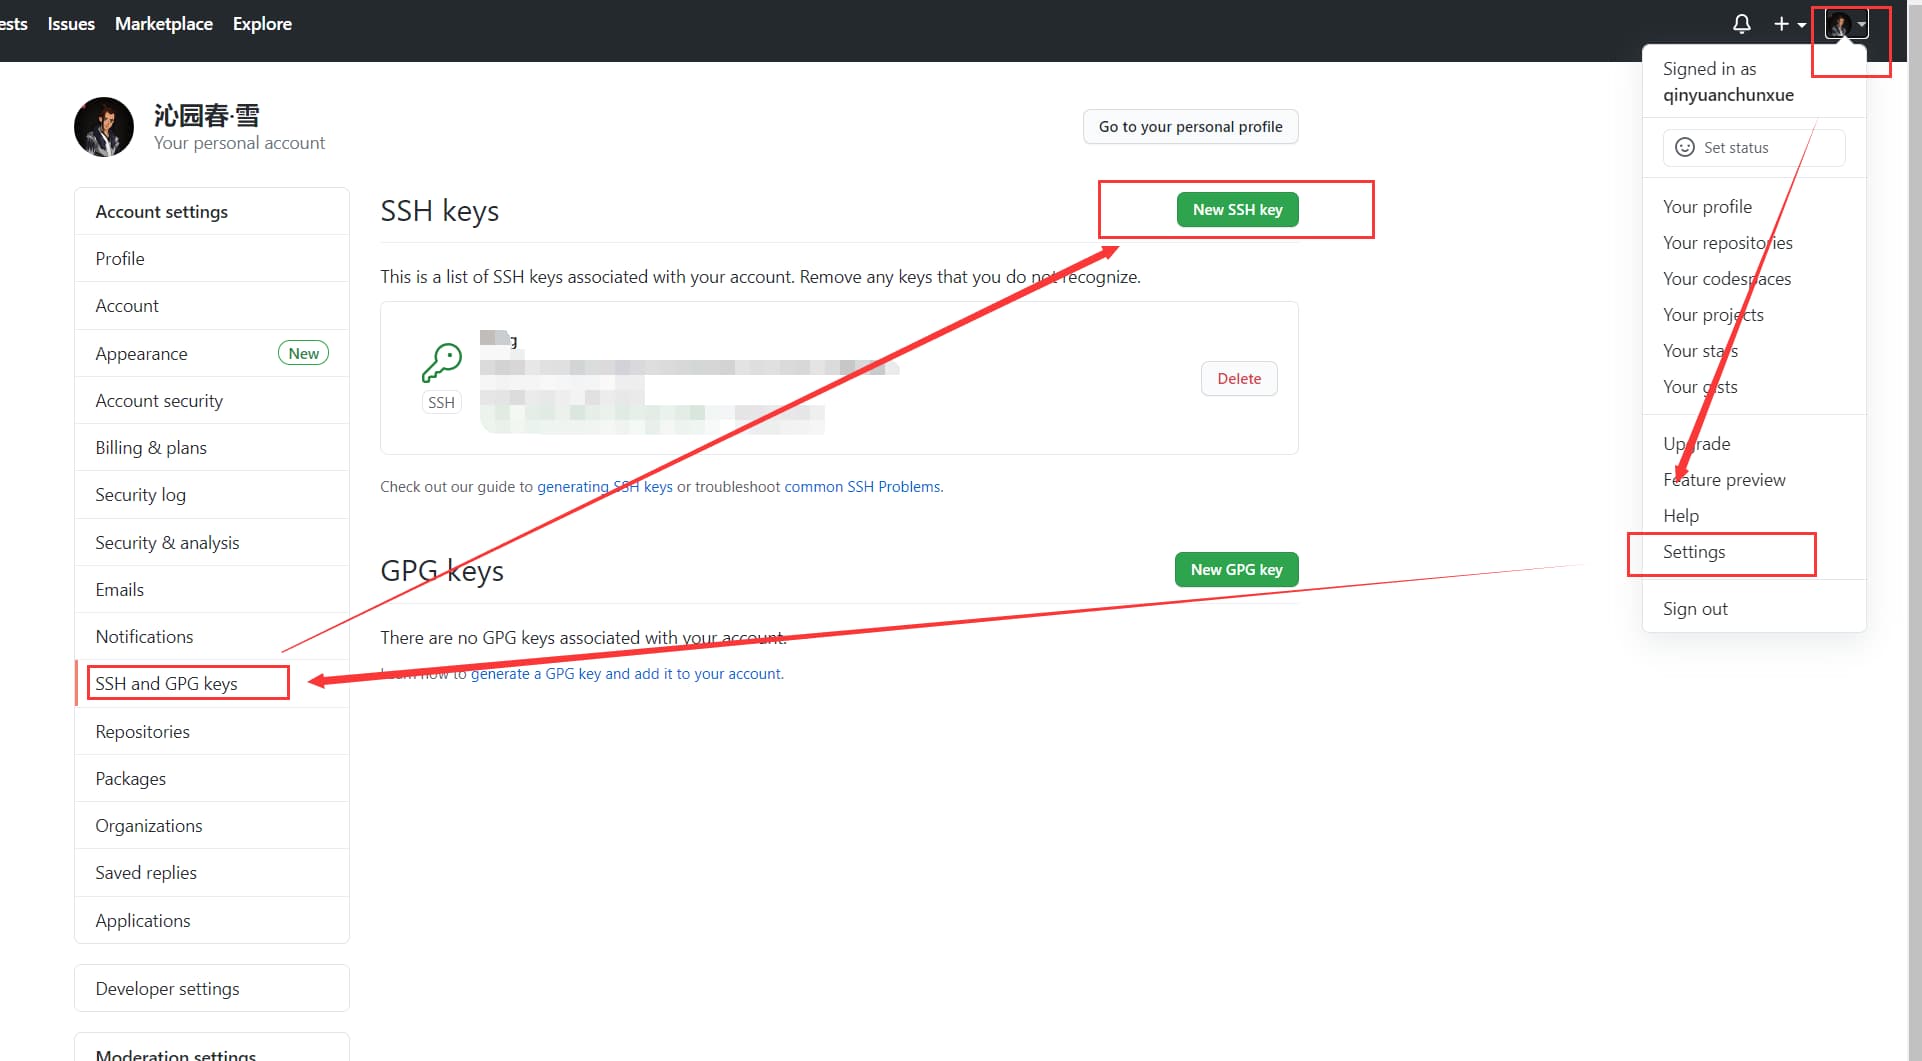 ests Issues Marketplace Explore
Signed in as
qinyuanchunxue
Set status
Your profile
Your repositories
Your codespaces
Your projects
Your stars
Your gists
Upgrade
Feature preview
Help
Settings
Sign out
沁园春·雪
Your personal account
Go to your personal profile
Account settings
Profile
Account
Appearance New
Account security
Billing & plans
Security log
Security & analysis
Emails
Notifications
SSH and GPG keys
Repositories
Packages
Organizations
Saved replies
Applications
Developer settings
Moderation settings
SSH keys
New SSH key
This is a list of SSH keys associated with your account. Remove any keys that you do not recognize.
g
SSH
Delete
Check out our guide to generating SSH keys or troubleshoot common SSH Problems.
GPG keys
New GPG key
There are no GPG keys associated with your account.
Learn how to generate a GPG key and add it to your account.